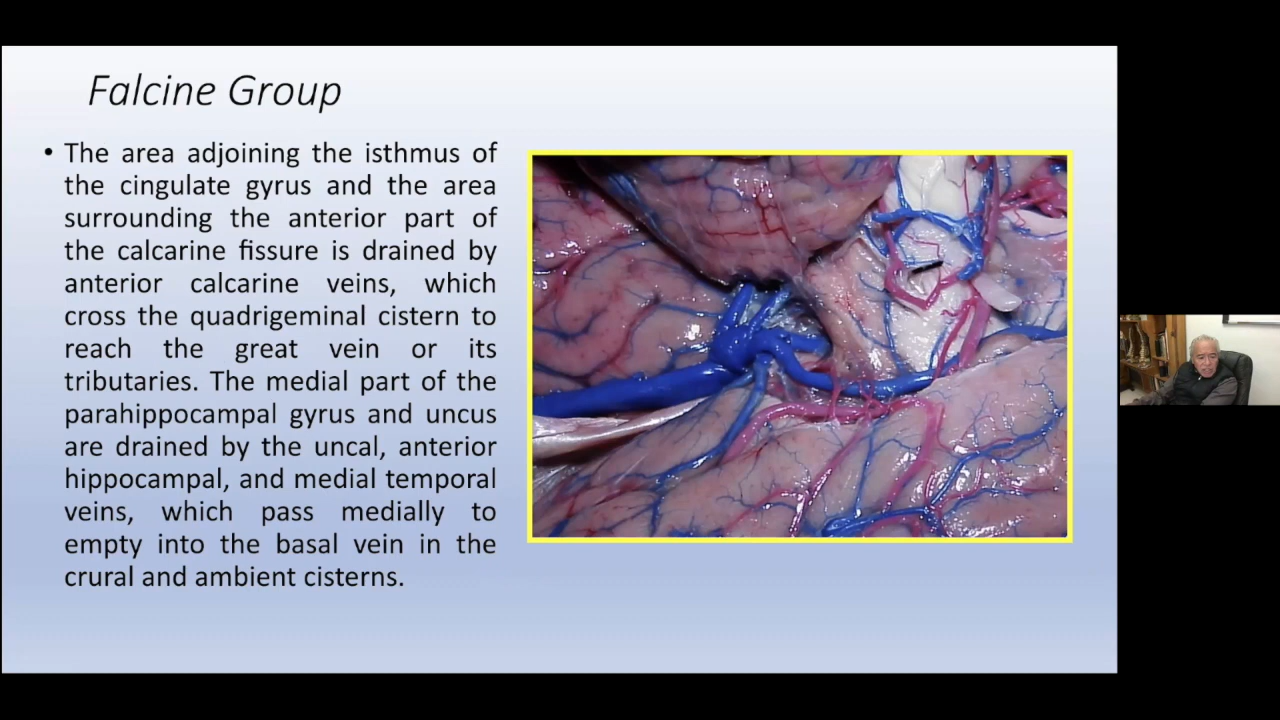 Falcine Group
• The area adjoining the isthmus of
the cingulate gyrus and the area
surrounding the anterior part of
the calcarine fissure is drained by
anterior calcarine veins, which
cross the quadrigeminal cistern to
reach the great vein or its
tributaries. The medial part of the
parahippocampal gyrus and uncus
are drained by the uncal, anterior
hippocampal, and medial temporal
veins, which pass medially to
empty into the basal vein in the
crural and ambient cisterns.